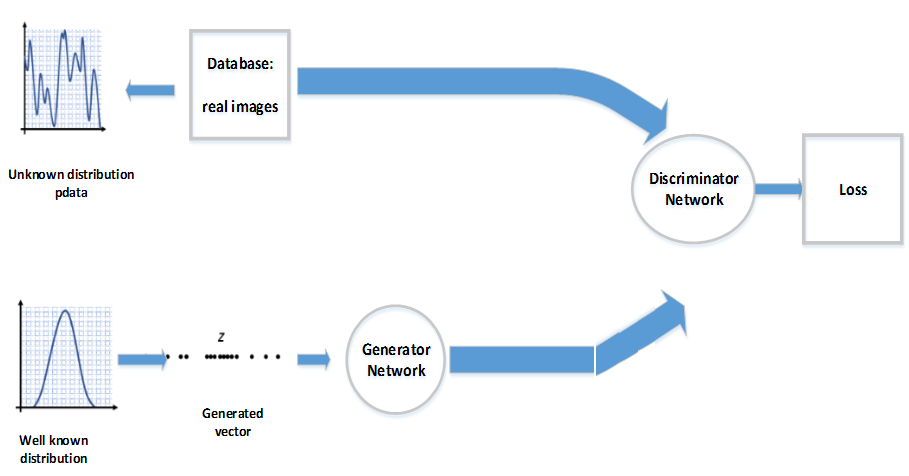 Database:
real images
Unknown distribution
pdata
Discriminator
Network
Loss
z
Generator
Network
Generated
vector
Well known
distribution